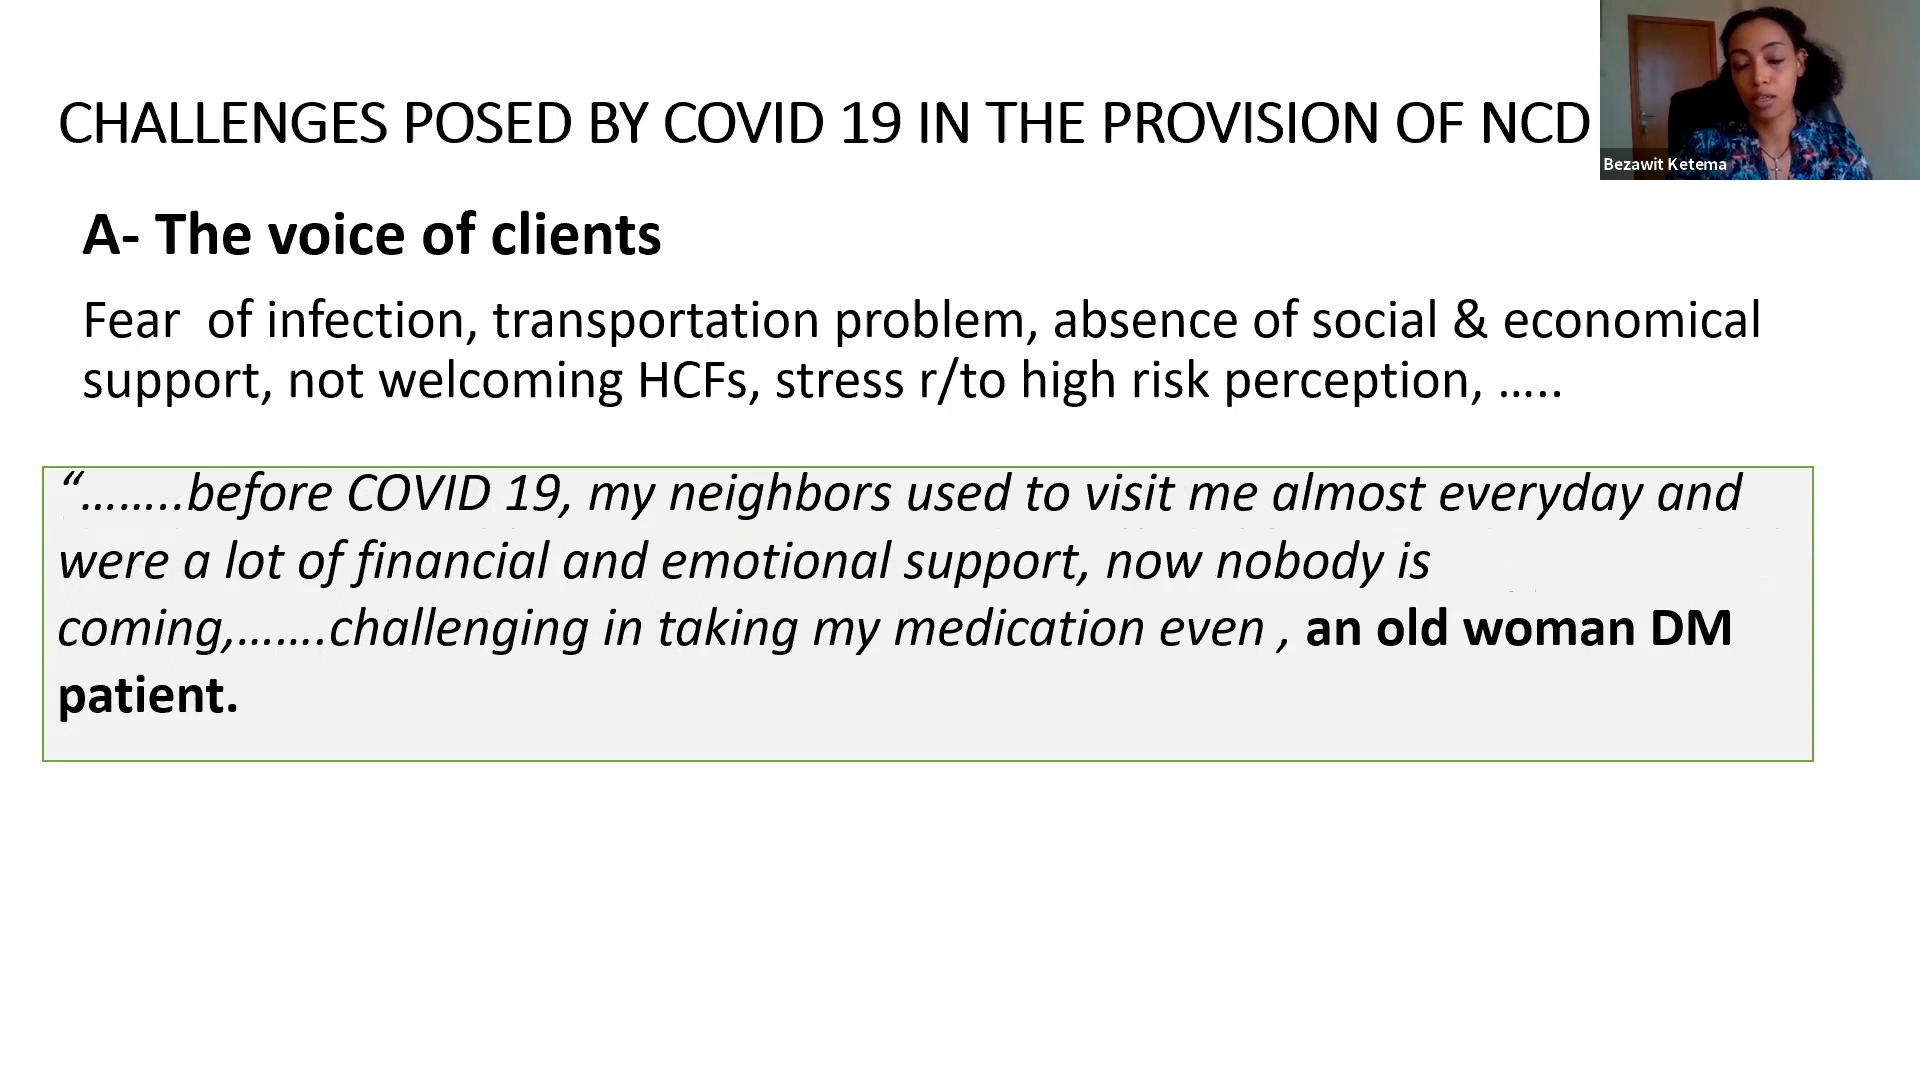 CHALLENGES POSED BY COVID 19 IN THE PROVISION OF NCD
Bezawit Ketema
A- The voice of clients
Fear  of infection, transportation problem, absence of social & economical
support, not welcoming HCFs, stress r/to high risk perception, …..
“……..before COVID 19, my neighbors used to visit me almost everyday and
were a lot of financial and emotional support, now nobody is
coming,…….challenging in taking my medication even , an old woman DM
patient.